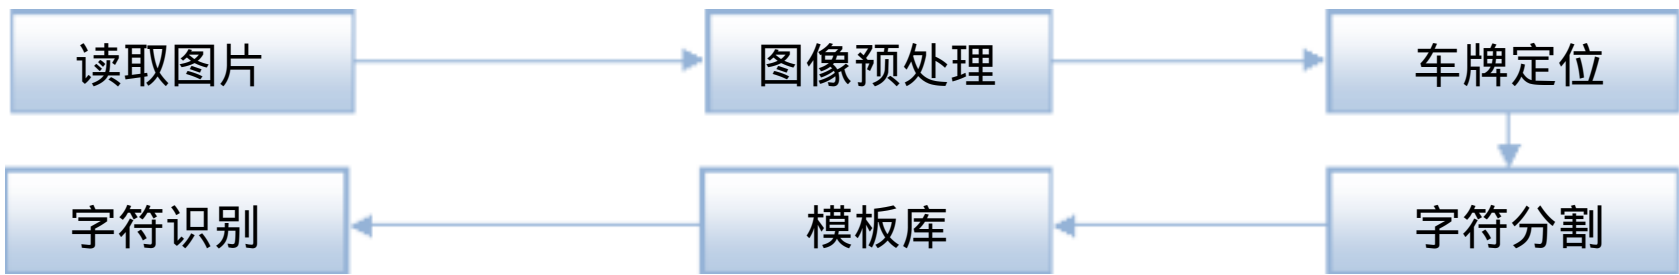 读取图片
图像预处理
车牌定位
字符分割
模板库
字符识别